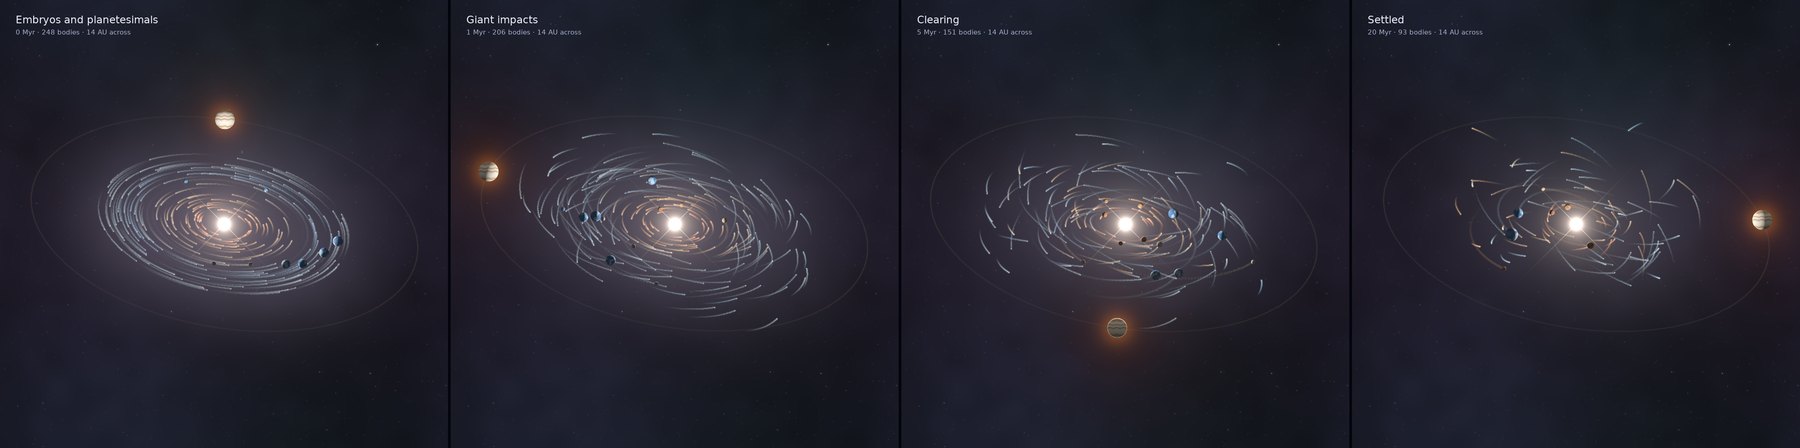 Embryos and planetesimals
0 Myr · 248 bodies · 14 AU across
Giant impacts
1 Myr · 206 bodies · 14 AU across
Clearing
5 Myr · 151 bodies · 14 AU across
Settled
20 Myr · 93 bodies · 14 AU across